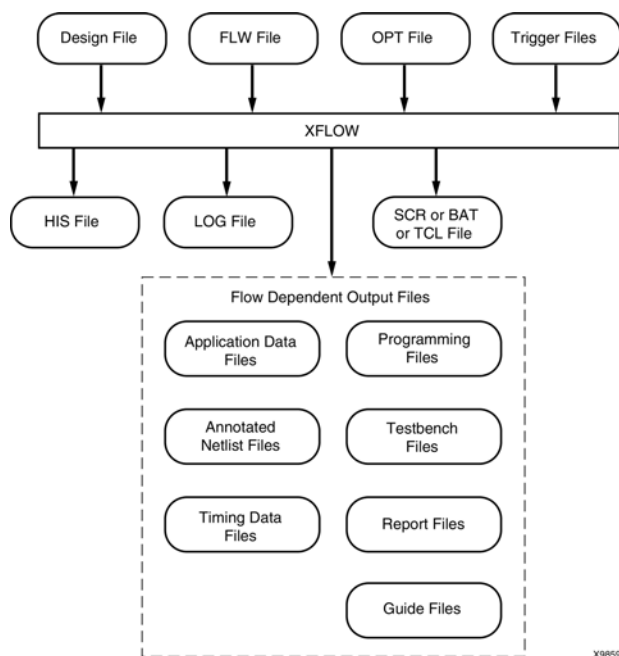 Design File
FLW File
OPT File
Trigger Files
XFLOW
HIS File
LOG File
SCR or BAT
or TCL File
Flow Dependent Output Files
Application Data
Files
Programming
Files
Annotated
Netlist Files
Testbench
Files
Timing Data
Files
Report Files
Guide Files
X9859